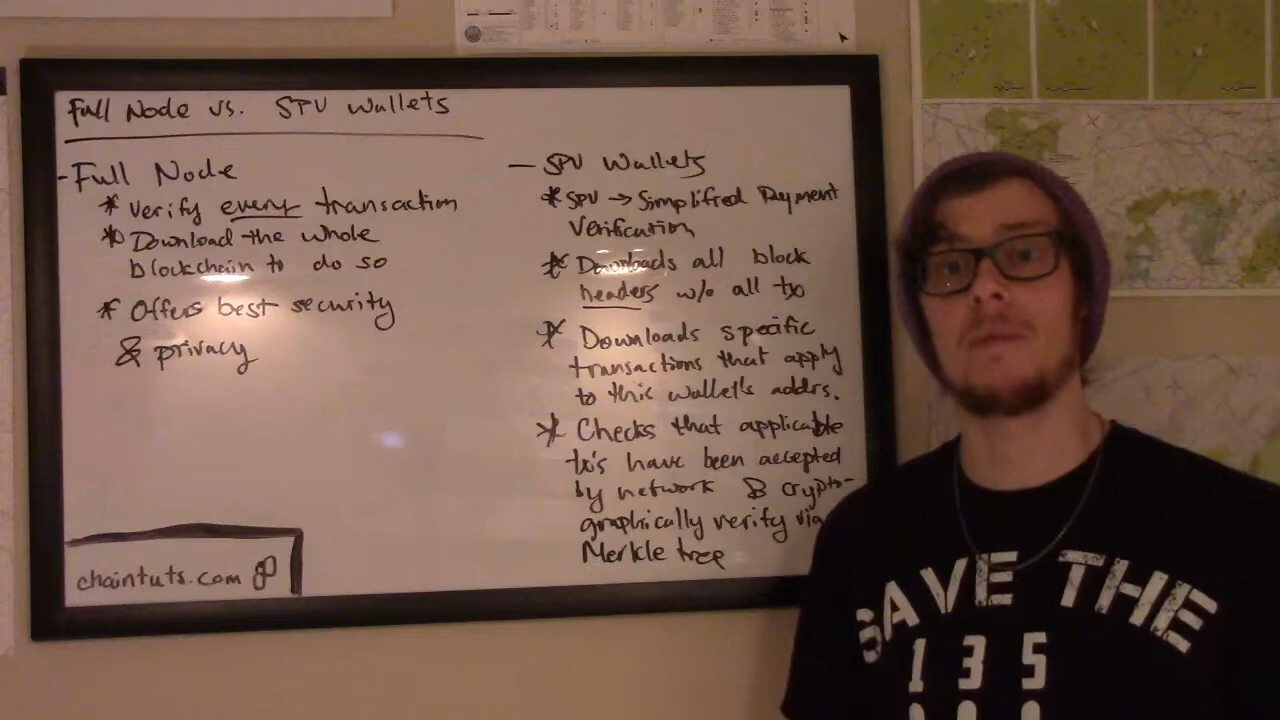 Full Node vs. SPV Wallets
- Full Node
* Verify every transaction
* Download the whole
blockchain to do so
* Offers best security
& privacy
chaintuts.com
- SPV Wallets
* SPV → Simplified Payment
Verification
* Downloads all block
headers w/o all tx
* Downloads specific
transactions that apply
to this wallet's addrs.
* Checks that applicable
tx's have been accepted
by network & crypto-
graphically verify via
Merkle tree
SAVE THE
1 3 5